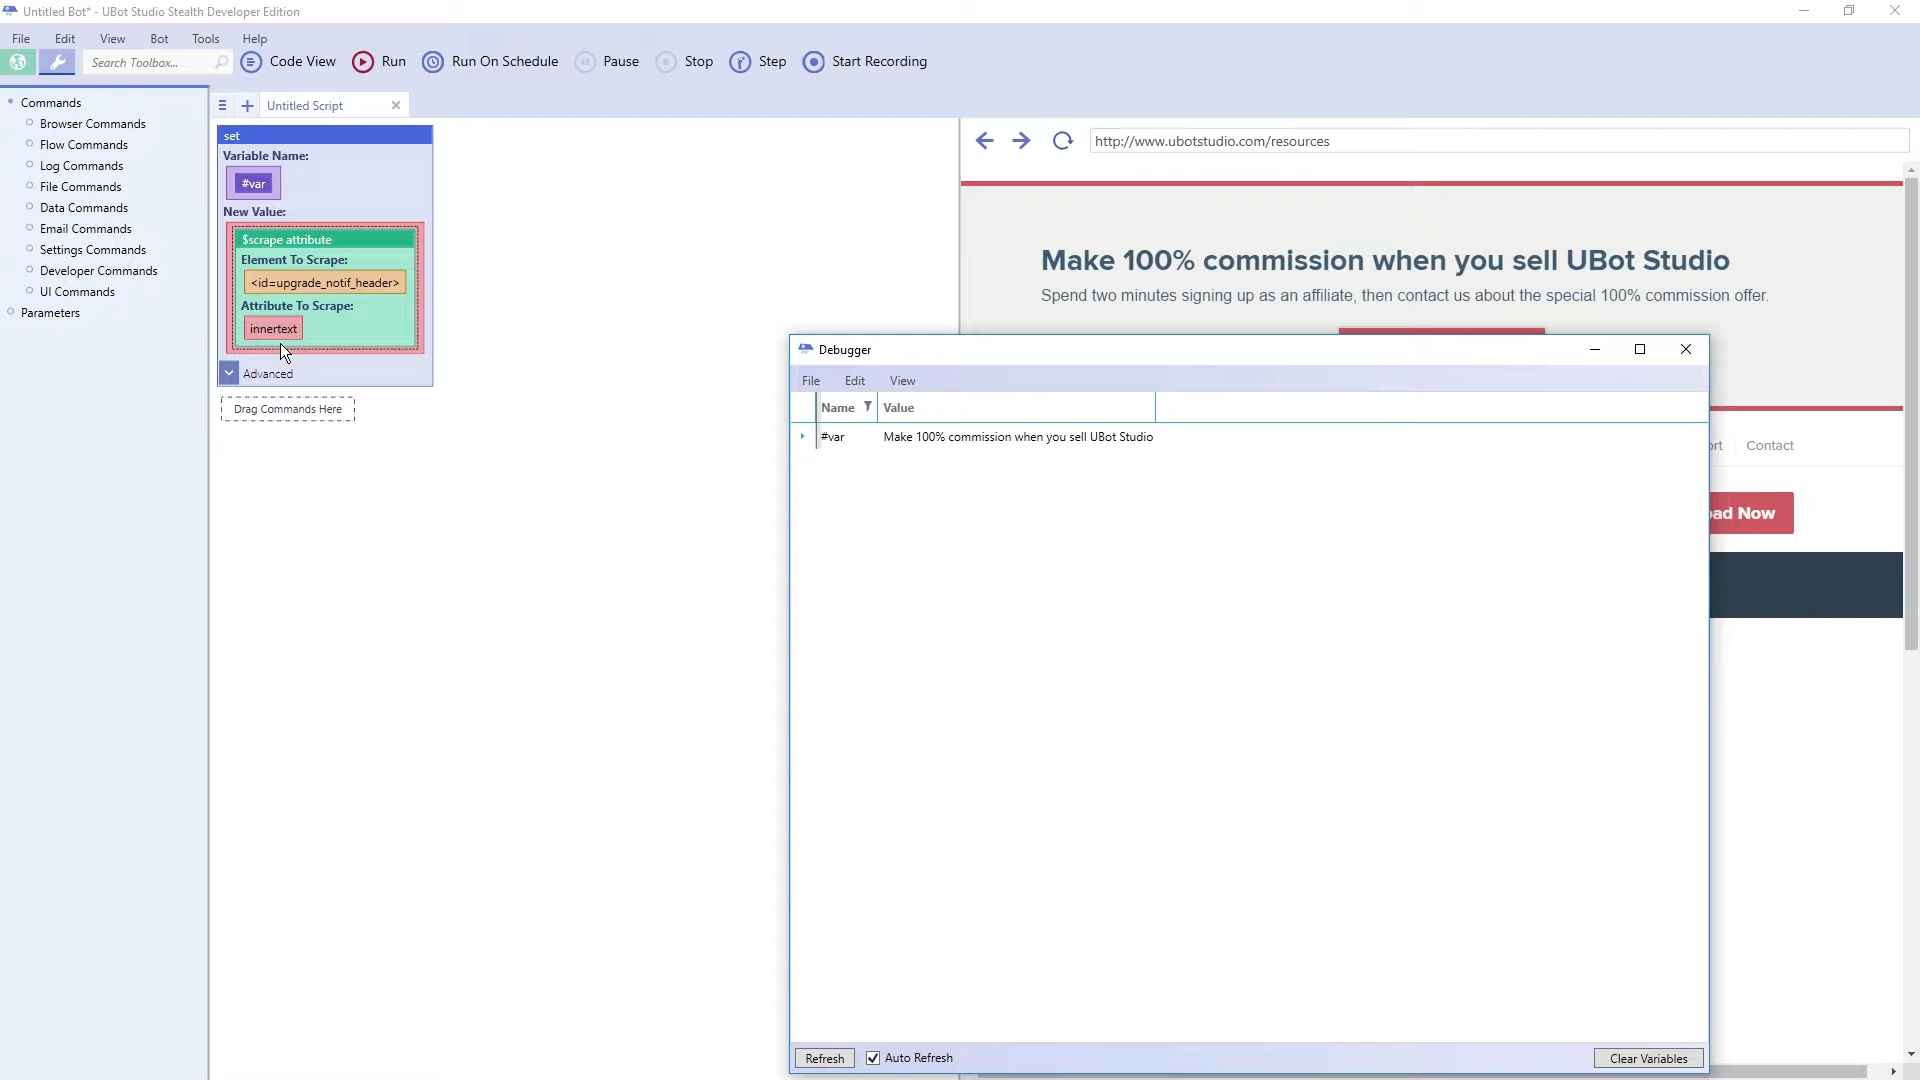 Untitled Bot* - UBot Studio Stealth Developer Edition
File Edit View Bot Tools Help
Search Toolbox...
Code View Run Run On Schedule Pause Stop Step Start Recording
Commands
Browser Commands
Flow Commands
Log Commands
File Commands
Data Commands
Email Commands
Settings Commands
Developer Commands
UI Commands
Parameters
Untitled Script
set
Variable Name:
#var
New Value:
$scrape attribute
Element To Scrape:
<id=upgrade_notif_header>
Attribute To Scrape:
innertext
Advanced
Drag Commands Here
http://www.ubotstudio.com/resources
Make 100% commission when you sell UBot Studio
Spend two minutes signing up as an affiliate, then contact us about the special 100% commission offer.
Debugger
File Edit View
Name Value
#var Make 100% commission when you sell UBot Studio
Refresh Auto Refresh Clear Variables
ort Contact
oad Now